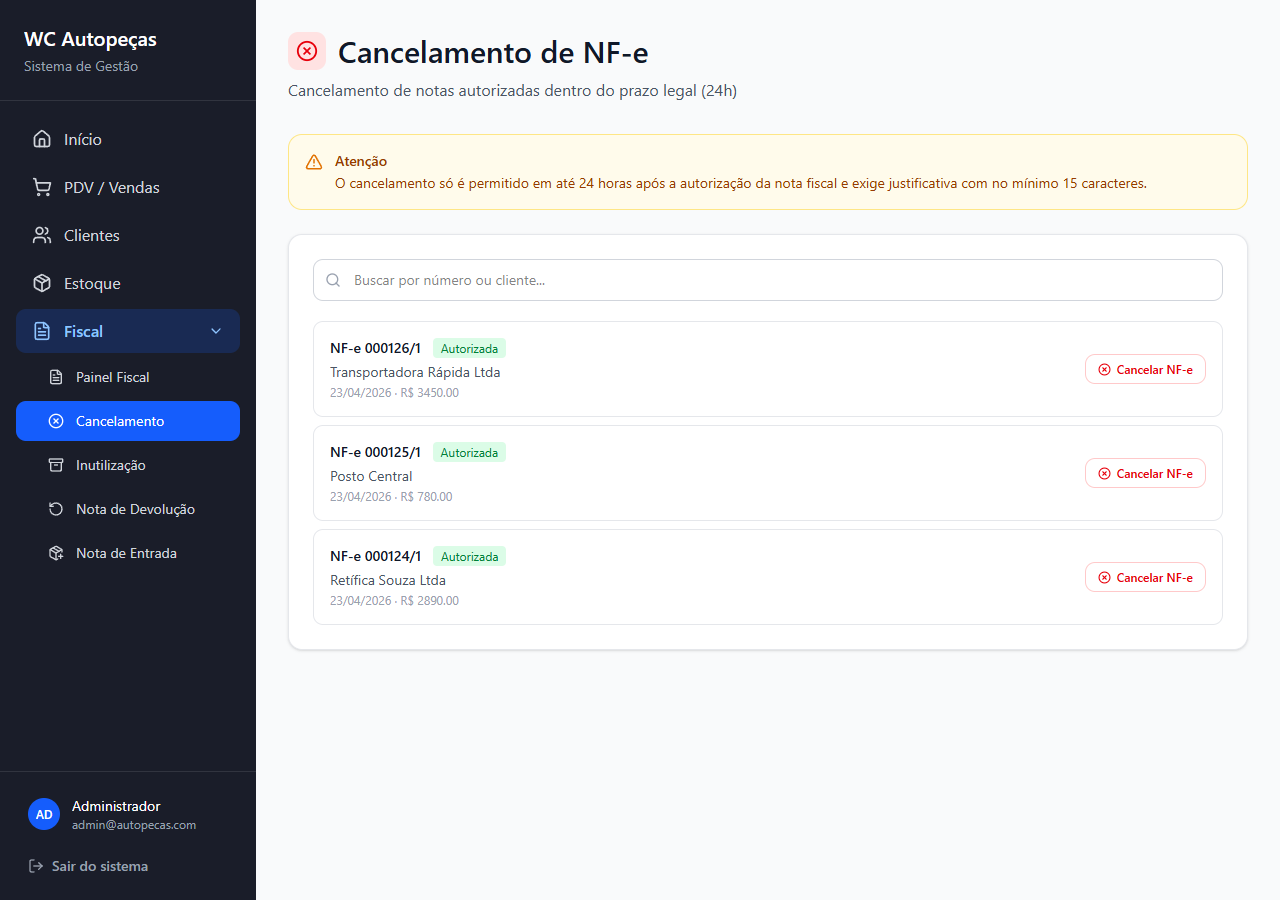 WC Autopeças
Sistema de Gestão
Início
PDV / Vendas
Clientes
Estoque
Fiscal
Painel Fiscal
Cancelamento
Inutilização
Nota de Devolução
Nota de Entrada
AD
Administrador
admin@autopecas.com
Sair do sistema
Cancelamento de NF-e
Cancelamento de notas autorizadas dentro do prazo legal (24h)
Atenção
O cancelamento só é permitido em até 24 horas após a autorização da nota fiscal e exige justificativa com no mínimo 15 caracteres.
Buscar por número ou cliente...
NF-e 000126/1 Autorizada
Transportadora Rápida Ltda
23/04/2026 · R$ 3450.00
Cancelar NF-e
NF-e 000125/1 Autorizada
Posto Central
23/04/2026 · R$ 780.00
Cancelar NF-e
NF-e 000124/1 Autorizada
Retífica Souza Ltda
23/04/2026 · R$ 2890.00
Cancelar NF-e